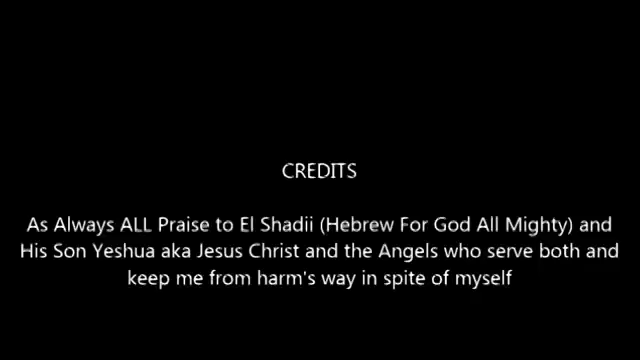 CREDITS
As Always ALL Praise to El Shadii (Hebrew For God All Mighty) and
His Son Yeshua aka Jesus Christ and the Angels who serve both and
keep me from harm's way in spite of myself